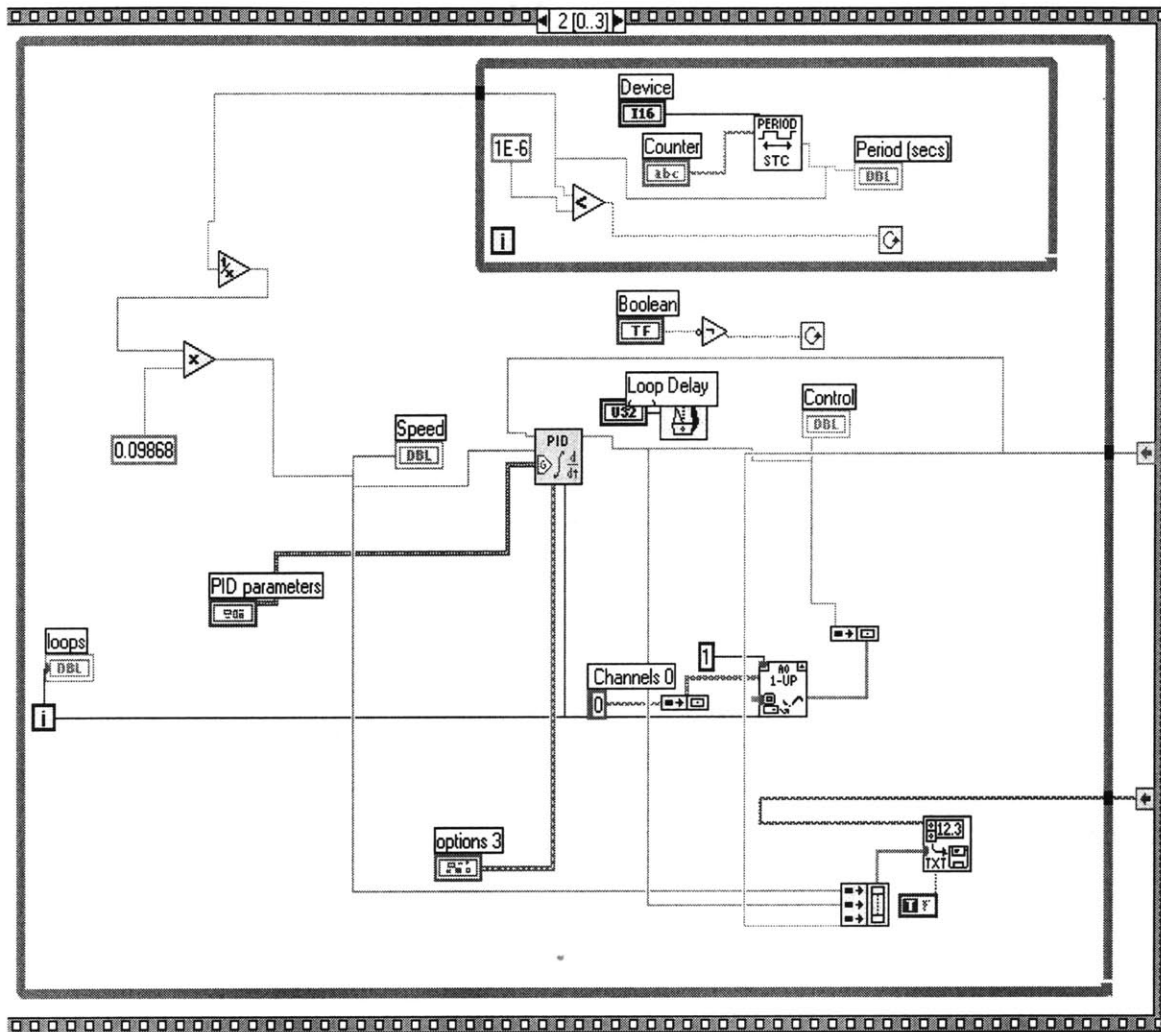 2 [0..3]
Device
I16
PERIOD
STC
Counter
abc
Period (secs)
DBL
1E-6
<
i
1/x
Boolean
TF
x
0.09868
Loop Delay
U32
Control
DBL
Speed
DBL
PID
G ∫ d/dt
PID parameters
loops
DBL
i
1
Channels 0
0
AO
1-UP
options 3
12.3
TXT
T F